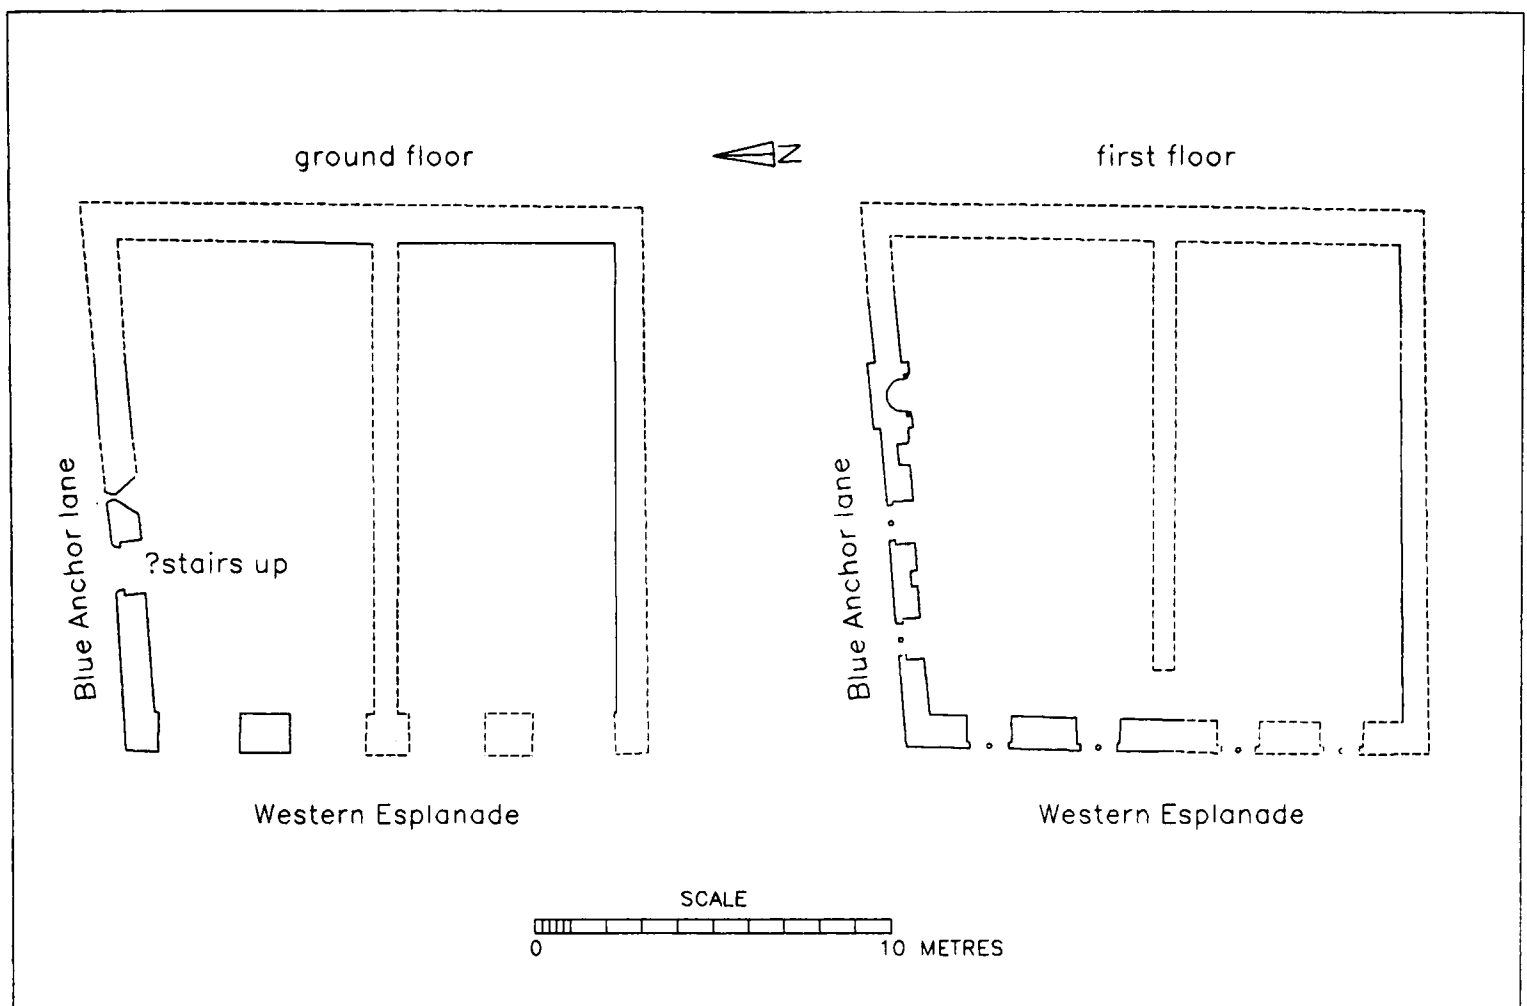 ground floor
N
first floor
Blue Anchor lane
?stairs up
Blue Anchor lane
Western Esplanade
Western Esplanade
SCALE
0 10 METRES